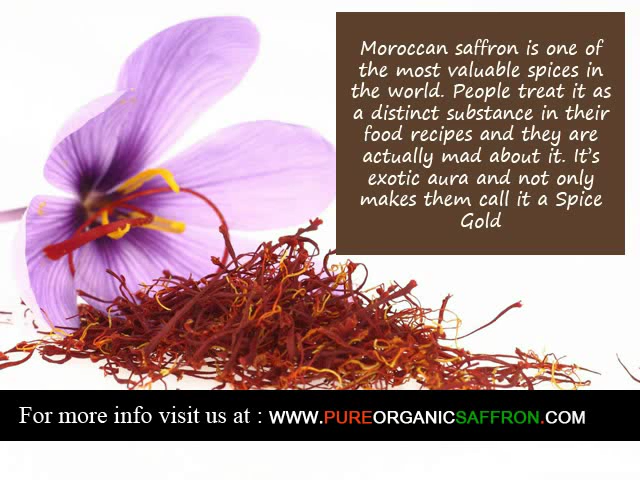 Moroccan saffron is one of
the most valuable spices in
the world. People treat it as
a distinct substance in their
food recipes and they are
actually mad about it. It's
exotic aura and not only
makes them call it a Spice
Gold
For more info visit us at : WWW.PUREORGANICSAFFRON.COM